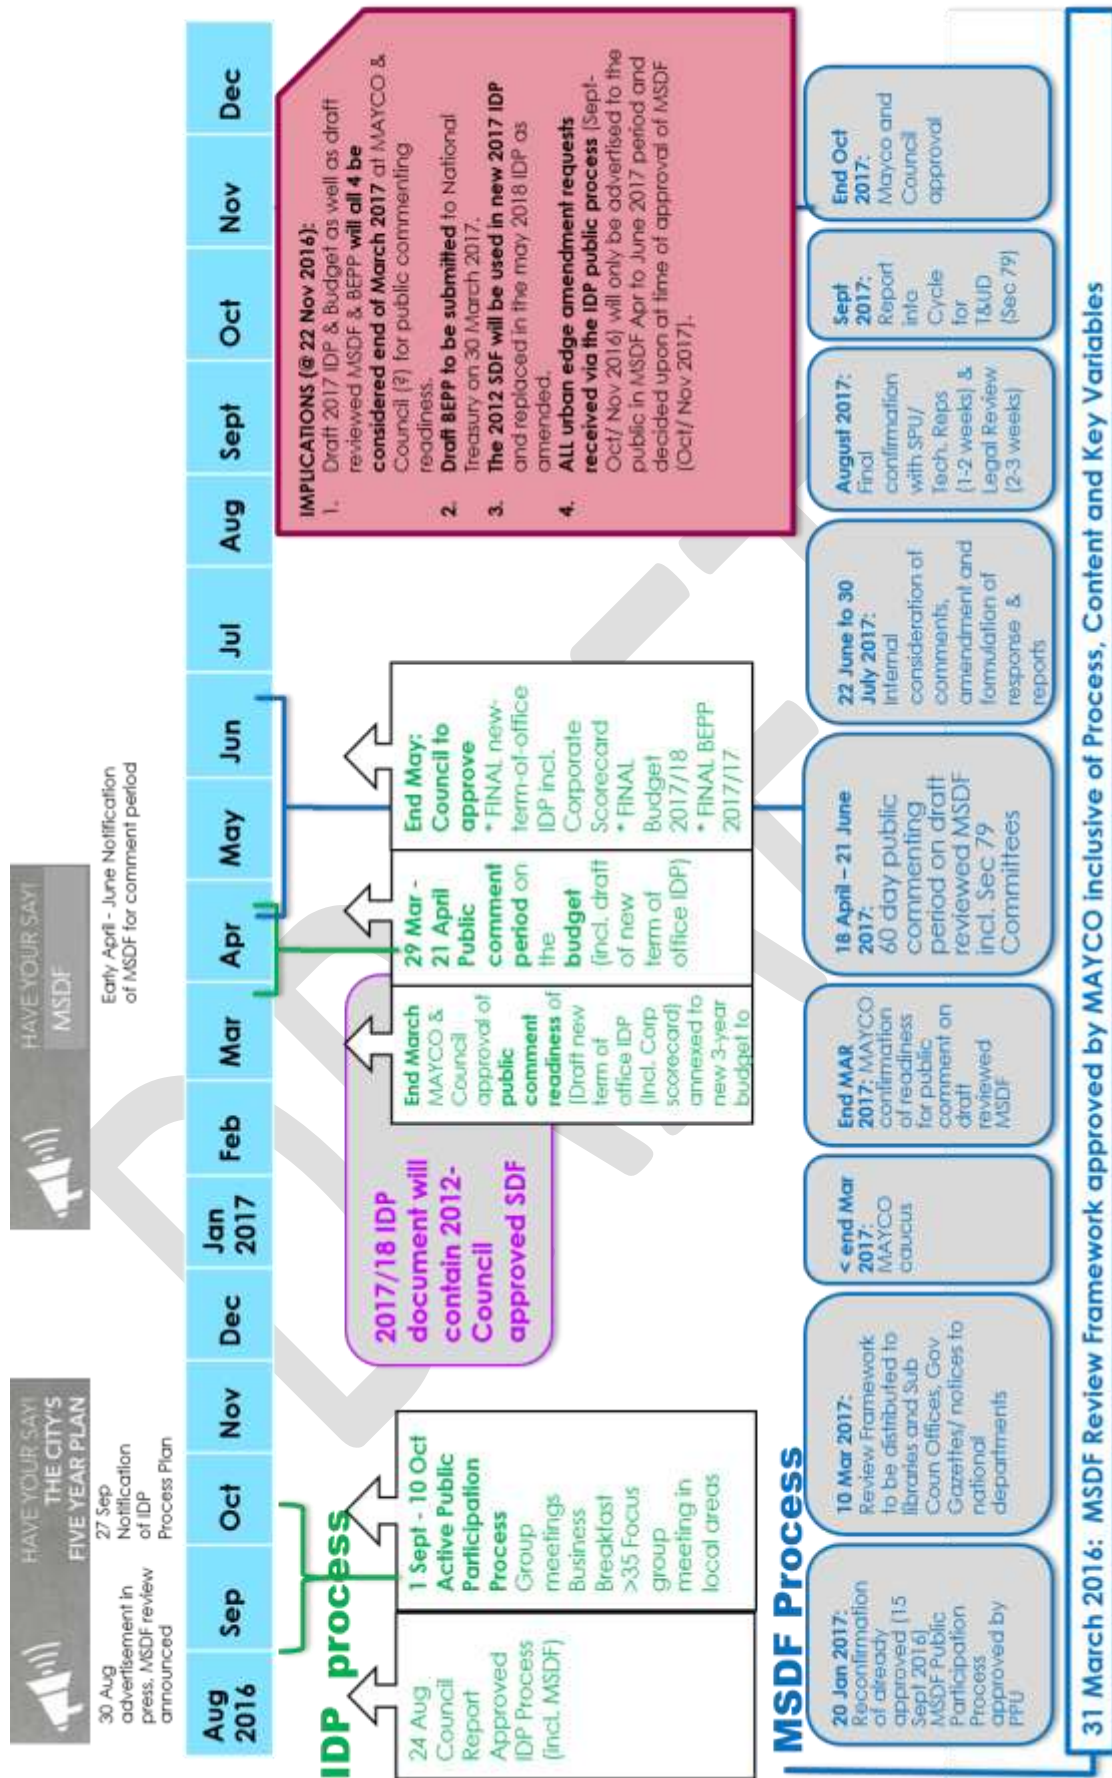 HAVE YOUR SAY!
THE CITY'S
FIVE YEAR PLAN
HAVE YOUR SAY!
MSDF
30 Aug
advertisement in
press, MSDF review
announced
27 Sep
Notification
of IDP
Process Plan
Early April - June Notification
of MSDF for comment period
Aug
2016
Sep
Oct
Nov
Dec
Jan
2017
Feb
Mar
Apr
May
Jun
Jul
Aug
Sept
Oct
Nov
Dec
IDP process
24 Aug
Council
Report
Approved
IDP Process
(incl. MSDF)
1 Sept - 10 Oct
Active Public
Participation
Process
Group
meetings
Business
Breakfast
>35 Focus
group
meeting in
local areas
2017/18 IDP
document will
contain 2012-
Council
approved SDF
End March
MAYCO &
Council
approval of
public
comment
readiness of
(Draft new
term of
office IDP
(Incl. Corp
scorecard)
annexed to
new 3-year
budget to
29 Mar -
21 April
Public
comment
period on
the
budget
(incl. draft
of new
term of
office IDP)
End May:
Council to
approve
* FINAL new-
term-of-office
IDP incl.
Corporate
Scorecard
* FINAL
Budget
2017/18
* FINAL BEPP
2017/17
IMPLICATIONS (@ 22 Nov 2016):
1. Draft 2017 IDP & Budget as well as draft
reviewed MSDF & BEPP will all 4 be
considered end of March 2017 at MAYCO &
Council (?) for public commenting
readiness.
2. Draft BEPP to be submitted to National
Treasury on 30 March 2017.
3. The 2012 SDF will be used in new 2017 IDP
and replaced in the may 2018 IDP as
amended.
4. ALL urban edge amendment requests
received via the IDP public process (Sept-
Oct/ Nov 2016) will only be advertised to the
public in MSDF Apr to June 2017 period and
decided upon at time of approval of MSDF
(Oct/ Nov 2017).
MSDF Process
20 Jan 2017:
Reconfirmation
of already
approved (15
Sept 2016)
MSDF Public
Participation
Process
approved by
PPU
10 Mar 2017:
Review Framework
to be distributed to
libraries and Sub
Coun Offices, Gov
Gazettes/ notices to
national
departments
< end Mar
2017:
MAYCO
caucus
End MAR
2017: MAYCO
confirmation
of readiness
for public
comment on
draft
reviewed
MSDF
18 April - 21 June
2017:
60 day public
commenting
period on draft
reviewed MSDF
incl. Sec 79
Committees
22 June to 30
July 2017:
Internal
consideration of
comments,
amendment and
formulation of
response &
reports
August 2017:
Final
confirmation
with SPU/
Tech. Reps
(1-2 weeks) &
Legal Review
(2-3 weeks)
Sept
2017:
Report
into
Cycle
for
T&UD
(Sec 79)
End Oct
2017:
Mayco and
Council
approval
31 March 2016: MSDF Review Framework approved by MAYCO inclusive of Process, Content and Key Variables
DRAFT